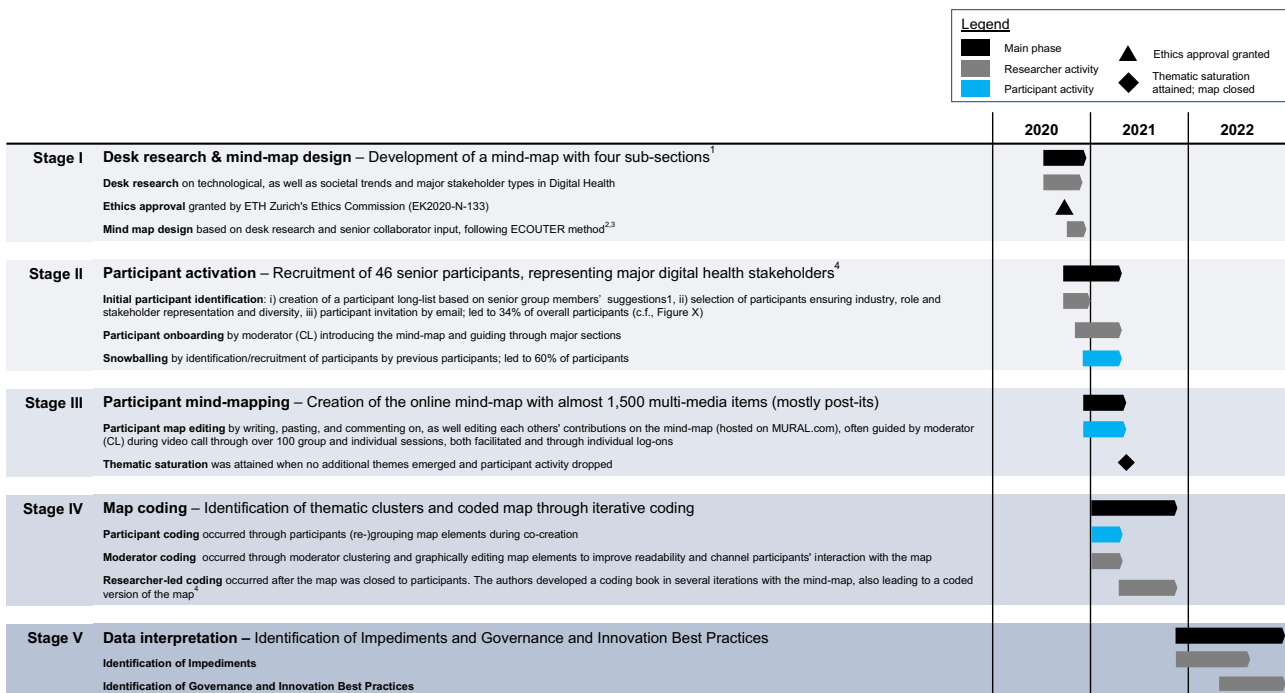 Legend
Main phase
Researcher activity
Participant activity
Ethics approval granted
Thematic saturation
attained; map closed
2020 2021 2022
Stage I Desk research & mind-map design – Development of a mind-map with four sub-sections1
Desk research on technological, as well as societal trends and major stakeholder types in Digital Health
Ethics approval granted by ETH Zurich's Ethics Commission (EK2020-N-133)
Mind map design based on desk research and senior collaborator input, following ECOUTER method2,3
Stage II Participant activation – Recruitment of 46 senior participants, representing major digital health stakeholders4
Initial participant identification: i) creation of a participant long-list based on senior group members' suggestions1, ii) selection of participants ensuring industry, role and
stakeholder representation and diversity, iii) participant invitation by email; led to 34% of overall participants (c.f., Figure X)
Participant onboarding by moderator (CL) introducing the mind-map and guiding through major sections
Snowballing by identification/recruitment of participants by previous participants; led to 60% of participants
Stage III Participant mind-mapping – Creation of the online mind-map with almost 1,500 multi-media items (mostly post-its)
Participant map editing by writing, pasting, and commenting on, as well editing each others' contributions on the mind-map (hosted on MURAL.com), often guided by moderator
(CL) during video call through over 100 group and individual sessions, both facilitated and through individual log-ons
Thematic saturation was attained when no additional themes emerged and participant activity dropped
Stage IV Map coding – Identification of thematic clusters and coded map through iterative coding
Participant coding occurred through participants (re-)grouping map elements during co-creation
Moderator coding occurred through moderator clustering and graphically editing map elements to improve readability and channel participants' interaction with the map
Researcher-led coding occurred after the map was closed to participants. The authors developed a coding book in several iterations with the mind-map, also leading to a coded
version of the map4
Stage V Data interpretation – Identification of Impediments and Governance and Innovation Best Practices
Identification of Impediments
Identification of Governance and Innovation Best Practices